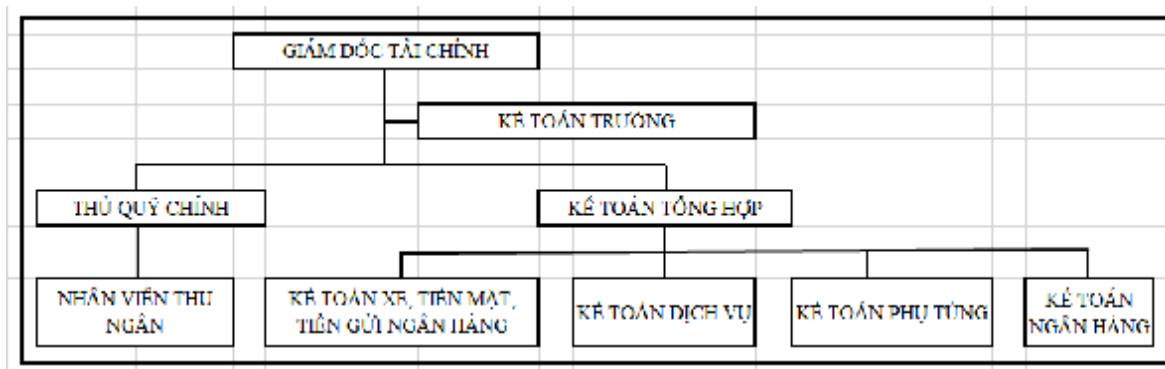 GIÁM DỐC TÀI CHÍNH
KẾ TOÁN TRƯỞNG
THỦ QUỸ CHÍNH
KẾ TOÁN TỔNG HỢP
NHÂN VIÊN THU
NGÂN
KẾ TOÁN XE, TIỀN MẶT,
TIỀN GỬI NGÂN HÀNG
KẾ TOÁN DỊCH VỤ
KẾ TOÁN PHỤ TÙNG
KẾ TOÁN
NGÂN HÀNG